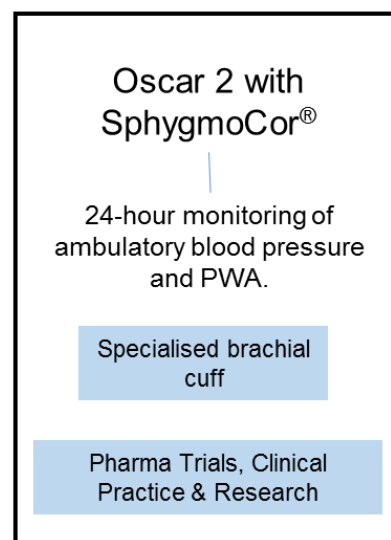 Oscar 2 with
SphygmoCor®
24-hour monitoring of
ambulatory blood pressure
and PWA.
Specialised brachial
cuff
Pharma Trials, Clinical
Practice & Research